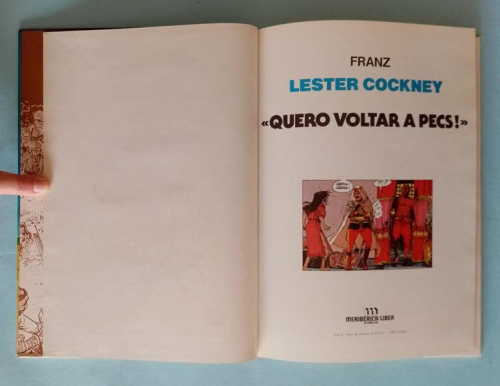 FRANZ
LESTER COCKNEY
«QUERO VOLTAR A PECS!»
MERIBÉRICA/LIBER